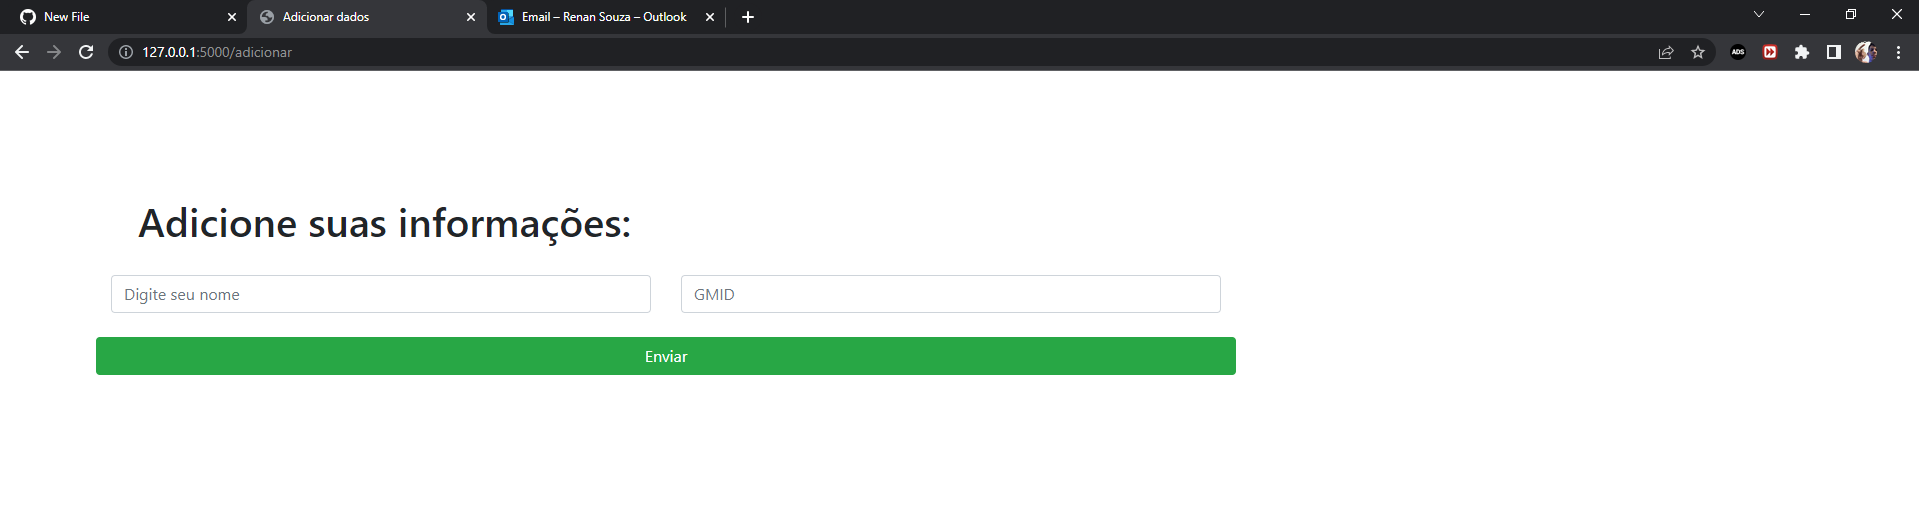 New File
Adicionar dados
Email – Renan Souza – Outlook
127.0.0.1:5000/adicionar
ADS
Adicione suas informações:
Digite seu nome
GMID
Enviar